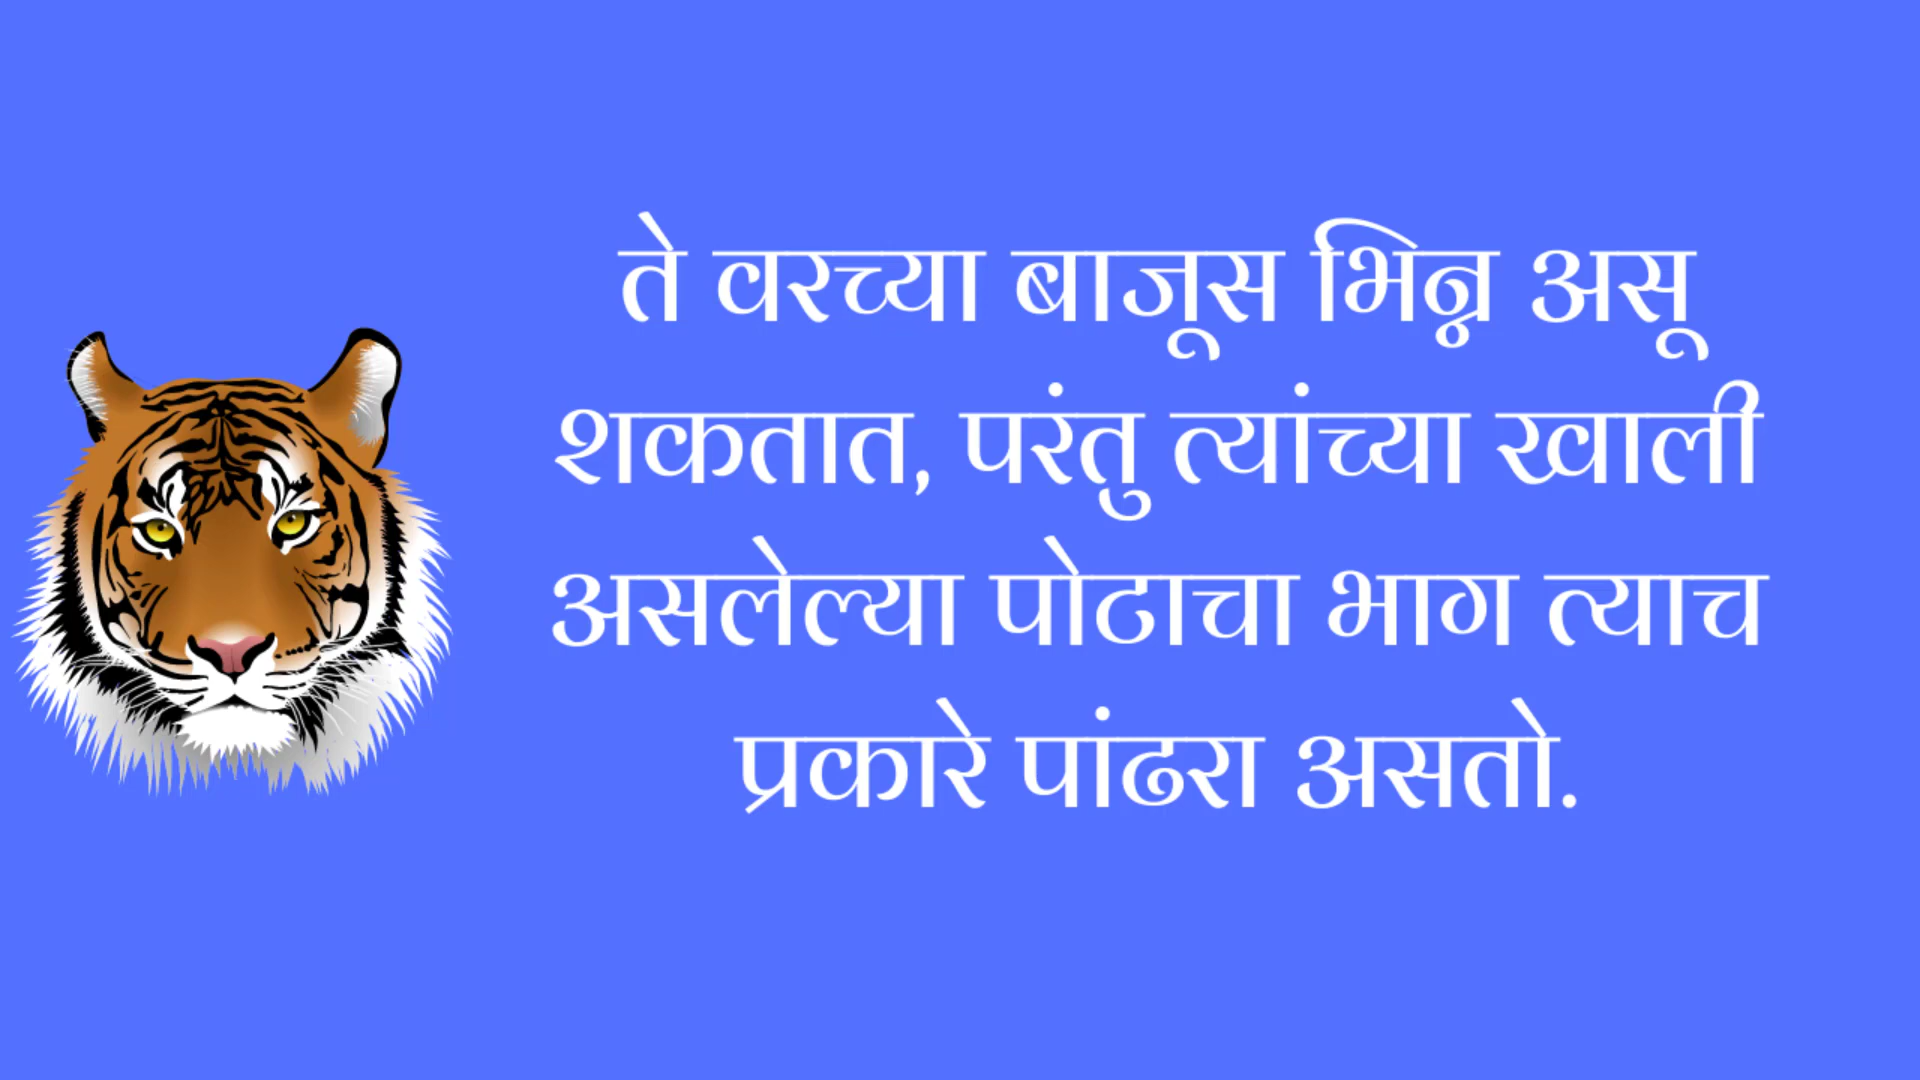 ते वरच्या बाजूस भिन्न असू
शकतात, परंतु त्यांच्या खाली
असलेल्या पोटाचा भाग त्याच
प्रकारे पांढरा असतो.